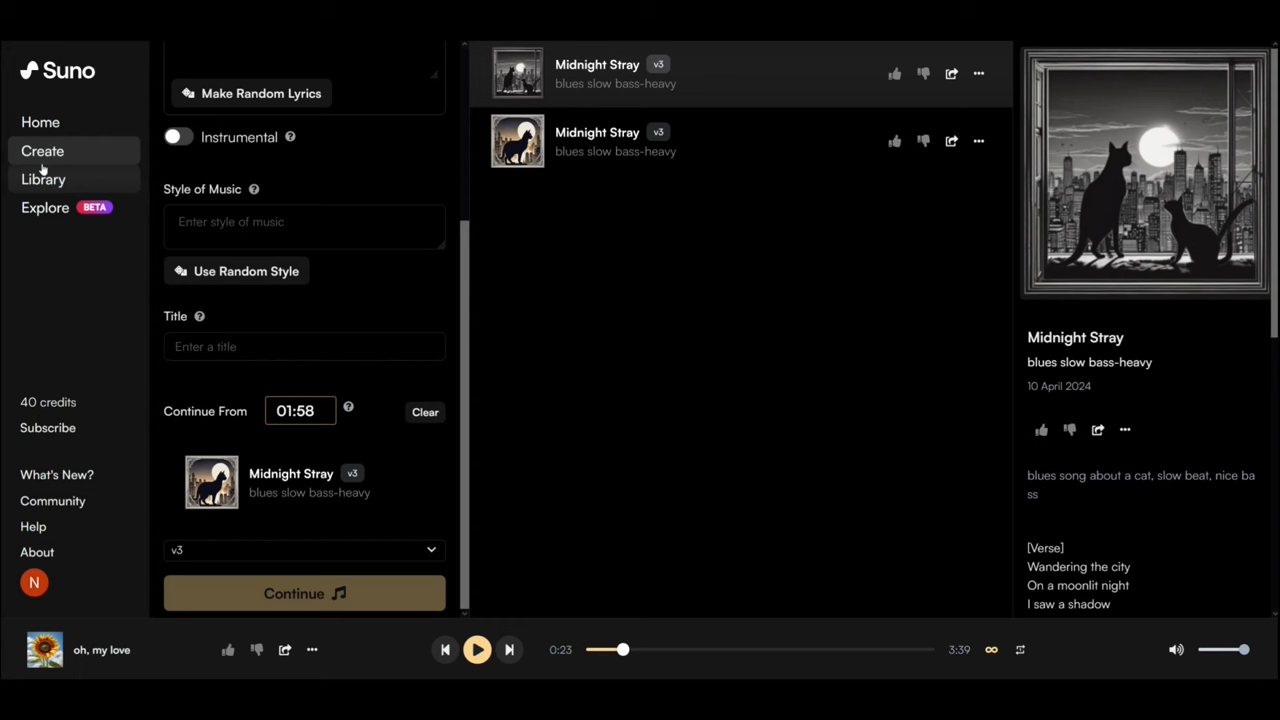 Suno
Home
Create
Library
Explore BETA
40 credits
Subscribe
What's New?
Community
Help
About
N
Make Random Lyrics
Instrumental ?
Style of Music ?
Enter style of music
Use Random Style
Title ?
Enter a title
Continue From 01:58 ? Clear
Midnight Stray v3
blues slow bass-heavy
v3
Continue
Midnight Stray v3
blues slow bass-heavy
Midnight Stray v3
blues slow bass-heavy
Midnight Stray
blues slow bass-heavy
10 April 2024
blues song about a cat, slow beat, nice ba
ss
[Verse]
Wandering the city
On a moonlit night
I saw a shadow
oh, my love
0:23
3:39